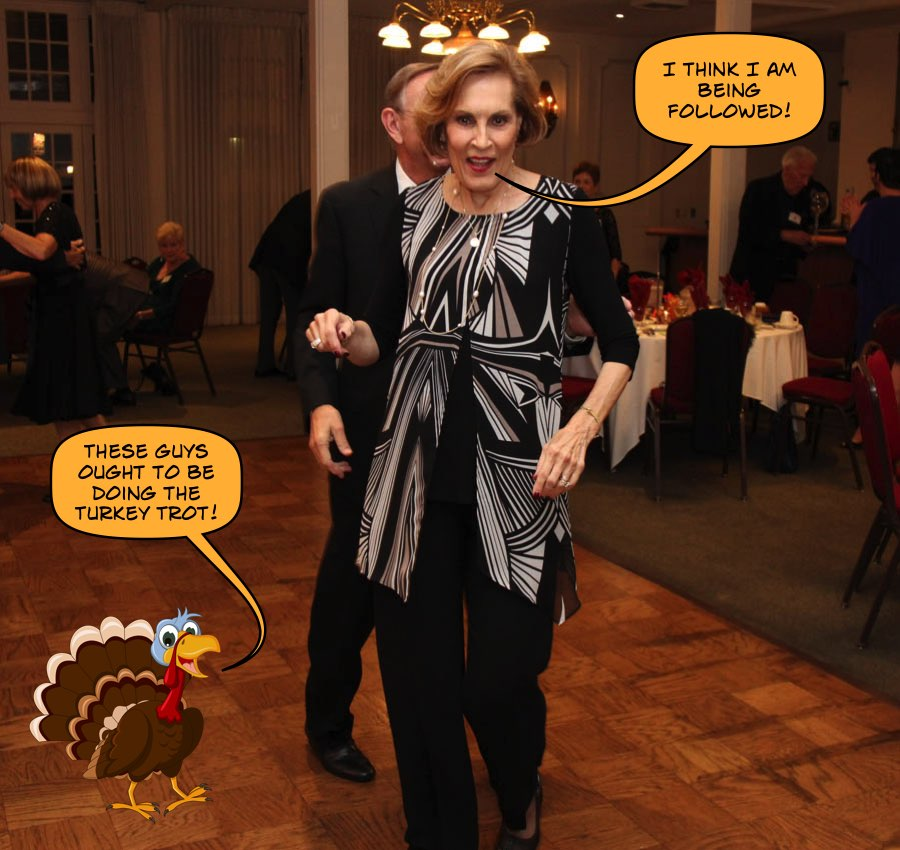 I THINK I AM
BEING
FOLLOWED!
THESE GUYS
OUGHT TO BE
DOING THE
TURKEY TROT!